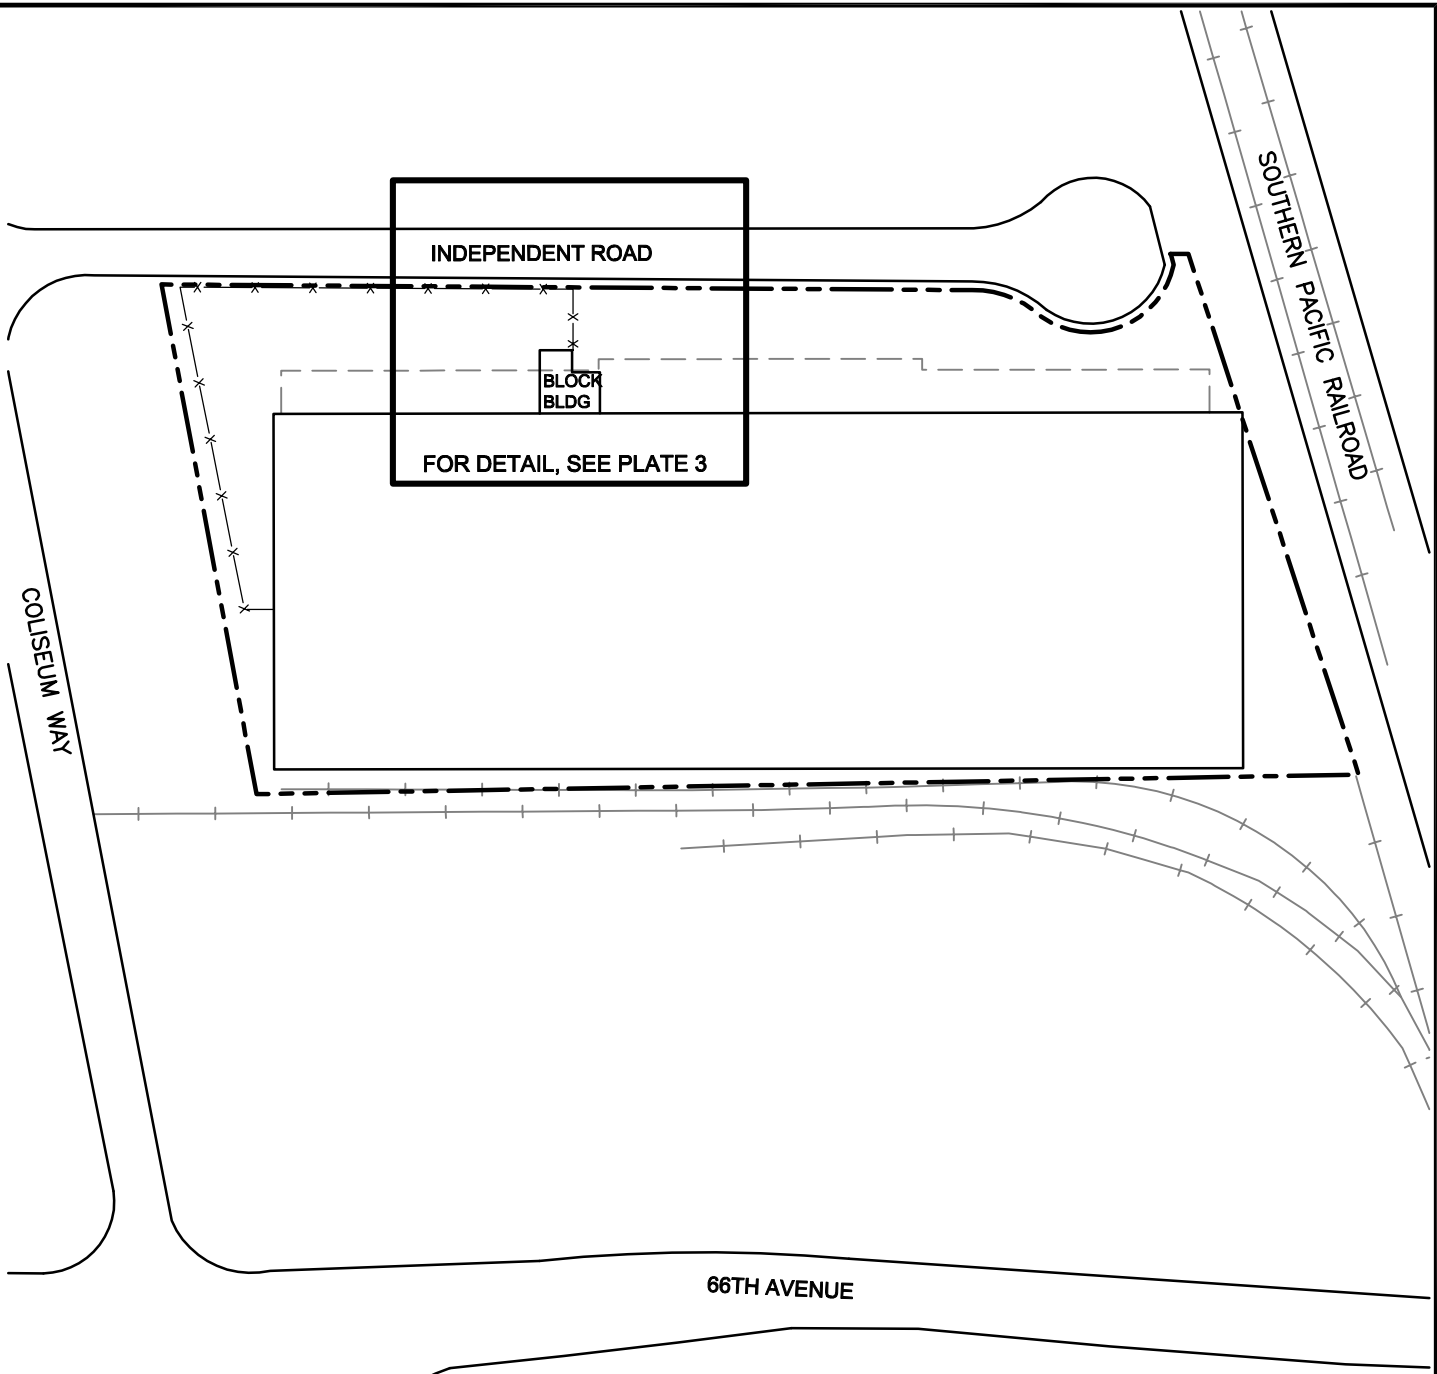 SOUTHERN PACIFIC RAILROAD
INDEPENDENT ROAD
BLOCK
BLDG
FOR DETAIL, SEE PLATE 3
COLISEUM WAY
66TH AVENUE